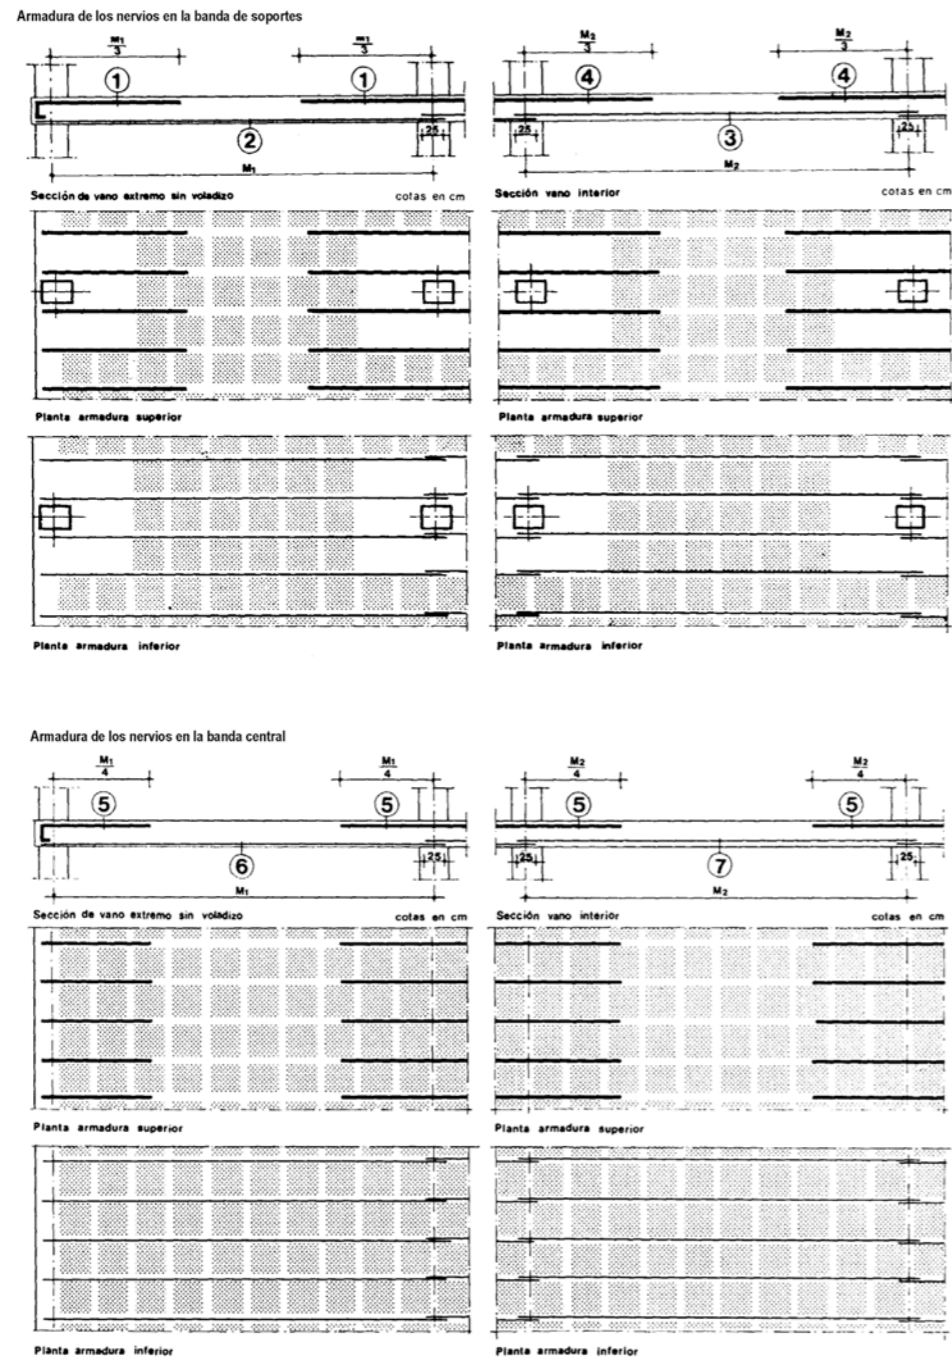 Armadura de los nervios en la banda de soportes
M1
3
m1
3
M2
3
M2
3
1
1
4
4
25
25
25
2
3
M1
M2
Sección de vano extremo sin voladizo
cotas en cm
Sección vano interior
cotas en cm
Planta armadura superior
Planta armadura superior
Planta armadura inferior
Planta armadura inferior
Armadura de los nervios en la banda central
M1
4
M1
4
M2
4
M2
4
5
5
5
5
25
25
25
6
7
M1
M2
Sección de vano extremo sin voladizo
cotas en cm
Sección vano interior
cotas en cm
Planta armadura superior
Planta armadura superior
Planta armadura inferior
Planta armadura inferior